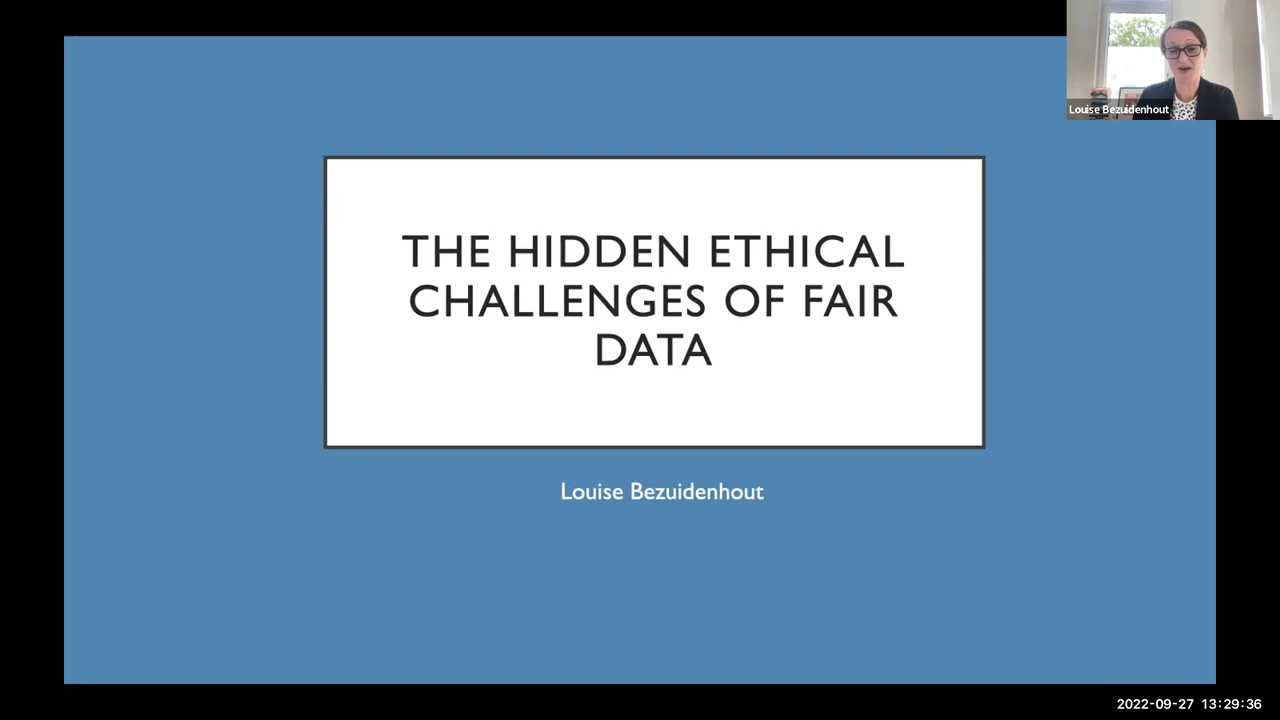 Louise Bezuidenhout
THE HIDDEN ETHICAL
CHALLENGES OF FAIR
DATA
Louise Bezuidenhout
2022-09-27 13:29:36